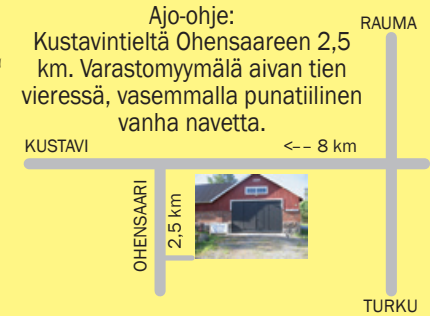 Ajo-ohje:
Kustavintieltä Ohensaareen 2,5
km. Varastomyymälä aivan tien
vieressä, vasemmalla punatiilinen
vanha navetta.
RAUMA
KUSTAVI
<-- 8 km
OHENSAARI
2,5 km
TURKU